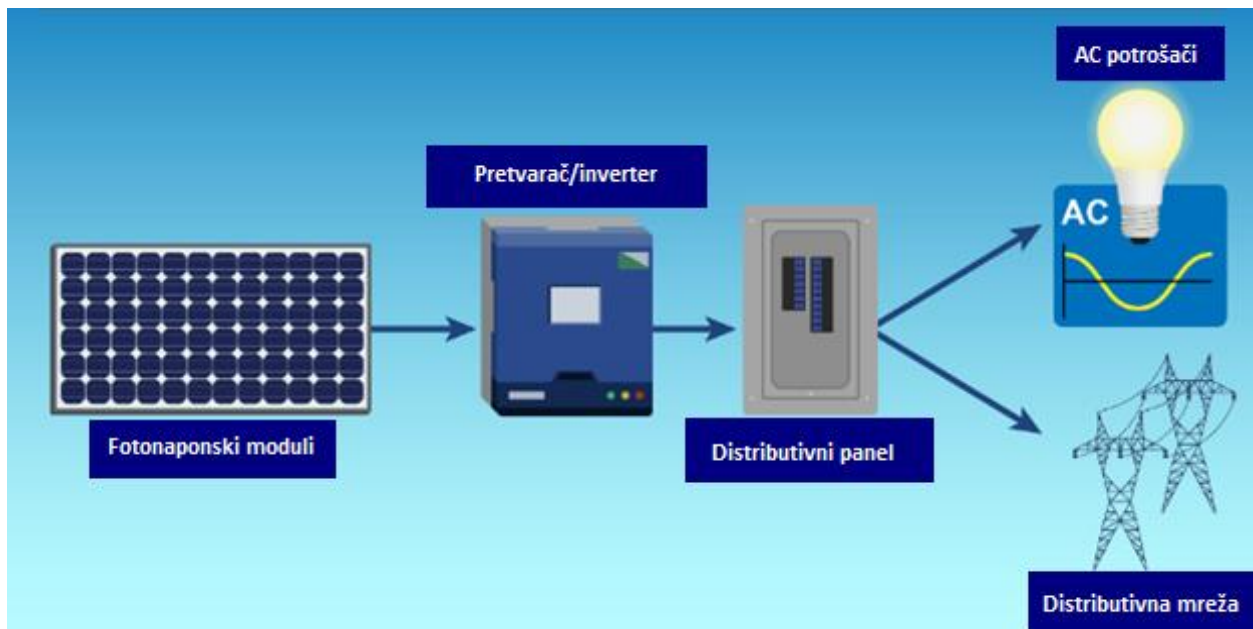 AC potrošači
Pretvarač/inverter
AC
Fotonaponski moduli
Distributivni panel
Distributivna mreža